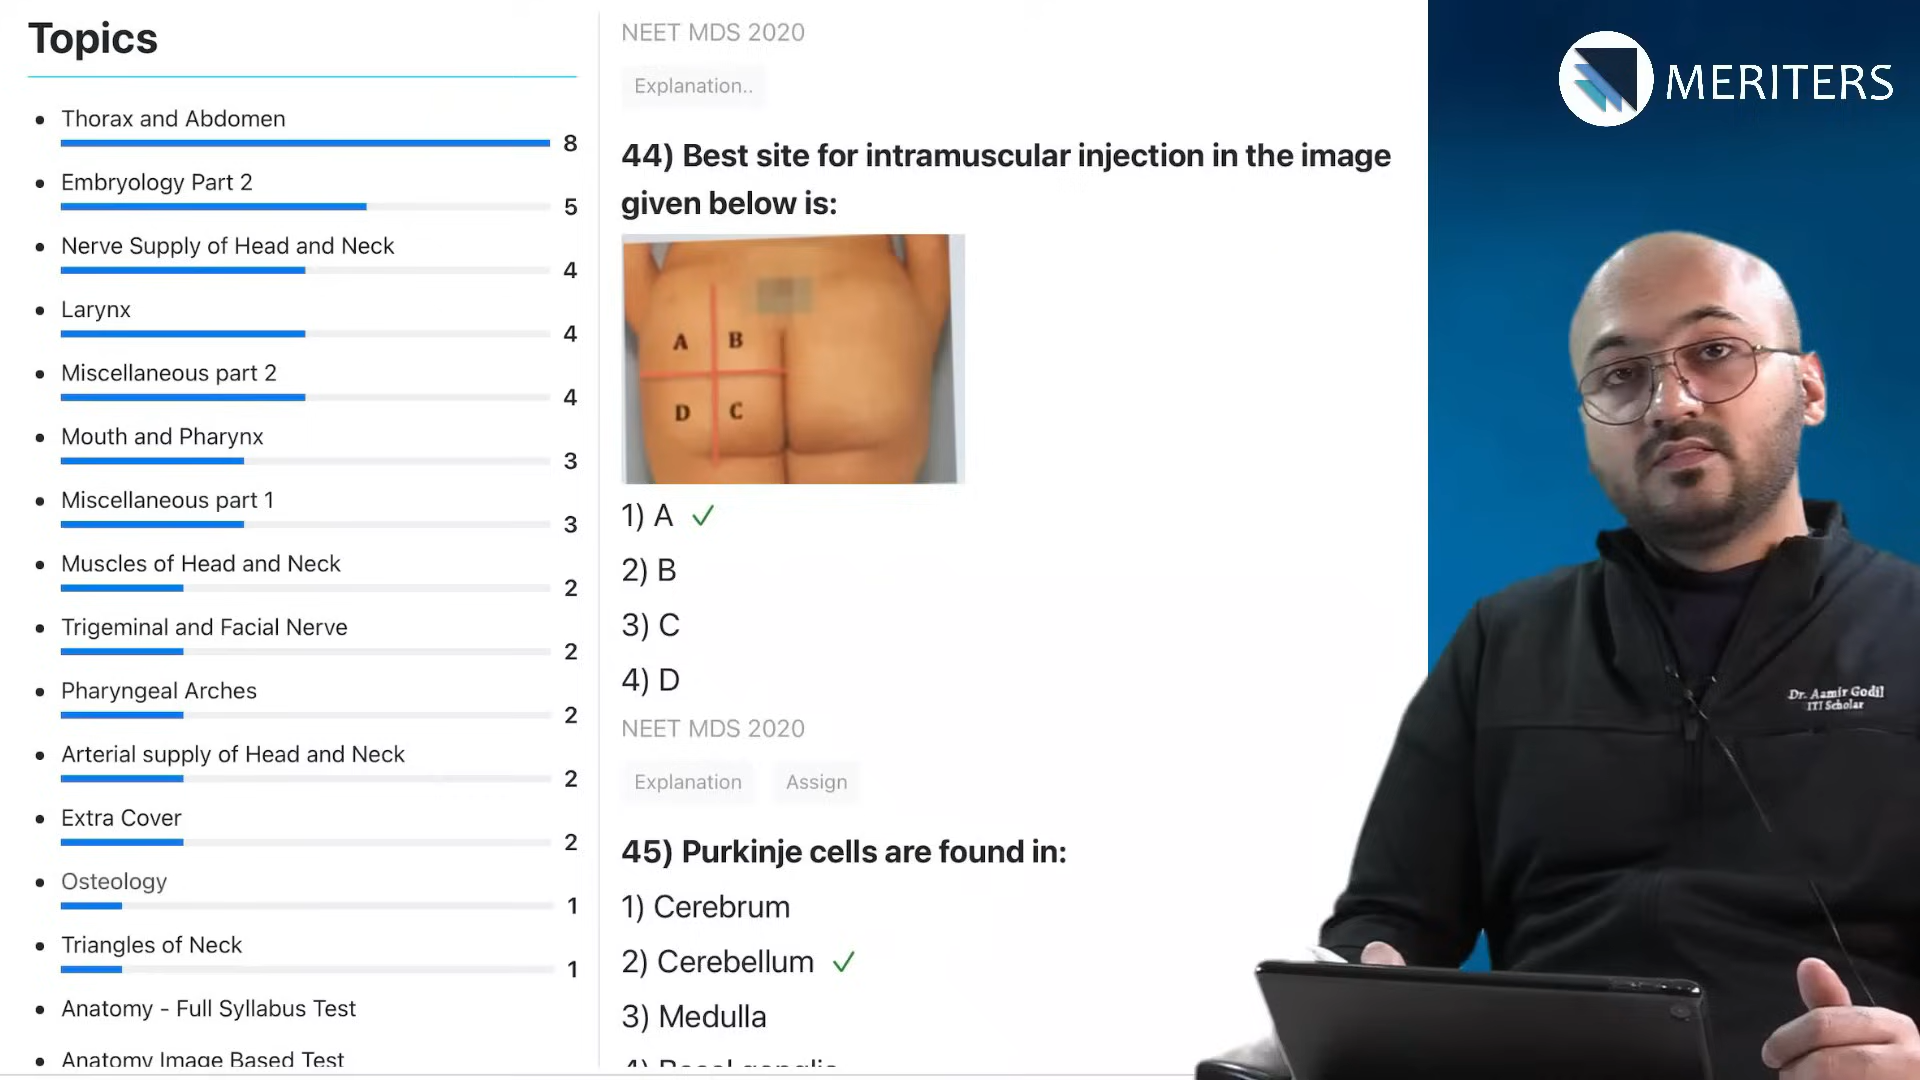 Topics
Thorax and Abdomen
8
Embryology Part 2
5
Nerve Supply of Head and Neck
4
Larynx
4
Miscellaneous part 2
4
Mouth and Pharynx
3
Miscellaneous part 1
3
Muscles of Head and Neck
2
Trigeminal and Facial Nerve
2
Pharyngeal Arches
2
Arterial supply of Head and Neck
2
Extra Cover
2
Osteology
1
Triangles of Neck
1
Anatomy - Full Syllabus Test
Anatomy Image Based Test
NEET MDS 2020
Explanation..
44) Best site for intramuscular injection in the image
given below is:
A B
D C
1) A ✓
2) B
3) C
4) D
NEET MDS 2020
Explanation Assign
45) Purkinje cells are found in:
1) Cerebrum
2) Cerebellum ✓
3) Medulla
4) Basal ganglia
MERITERS
Dr. Aamir Godil
ITI Scholar